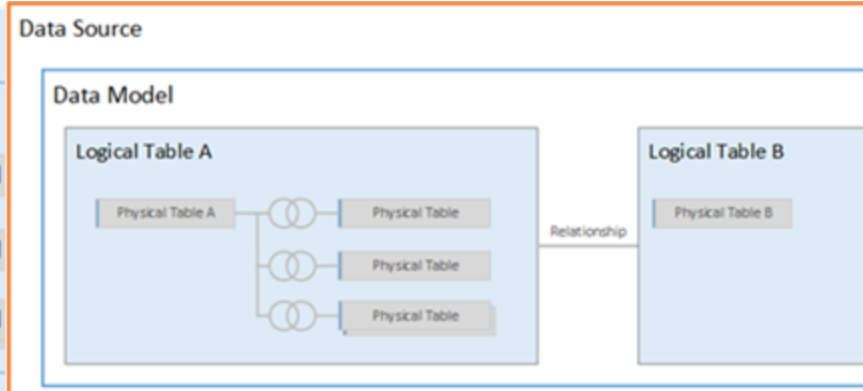 Data Source
Data Model
Logical Table A
Logical Table B
Physical Table A
Physical Table
Physical Table B
Relationship
Physical Table
Physical Table